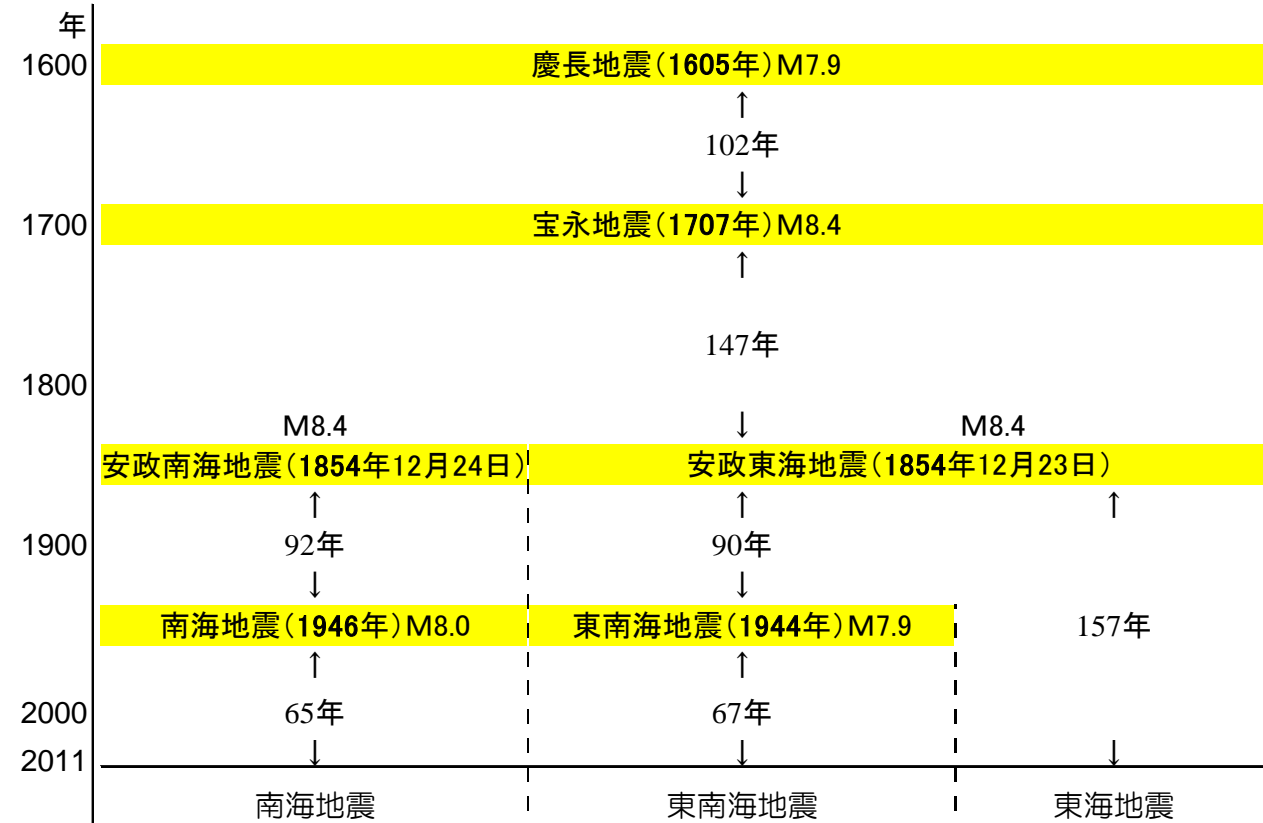 年
1600
慶長地震(1605年)M7.9
↑
102年
↓
1700
宝永地震(1707年)M8.4
↑
147年
1800
M8.4 ↓ M8.4
安政南海地震(1854年12月24日) 安政東海地震(1854年12月23日)
↑ ↑ ↑
1900 92年 90年
↓ ↓
南海地震(1946年)M8.0 東南海地震(1944年)M7.9 157年
↑ ↑
2000 65年 67年
2011 ↓ ↓ ↓
南海地震 東南海地震 東海地震